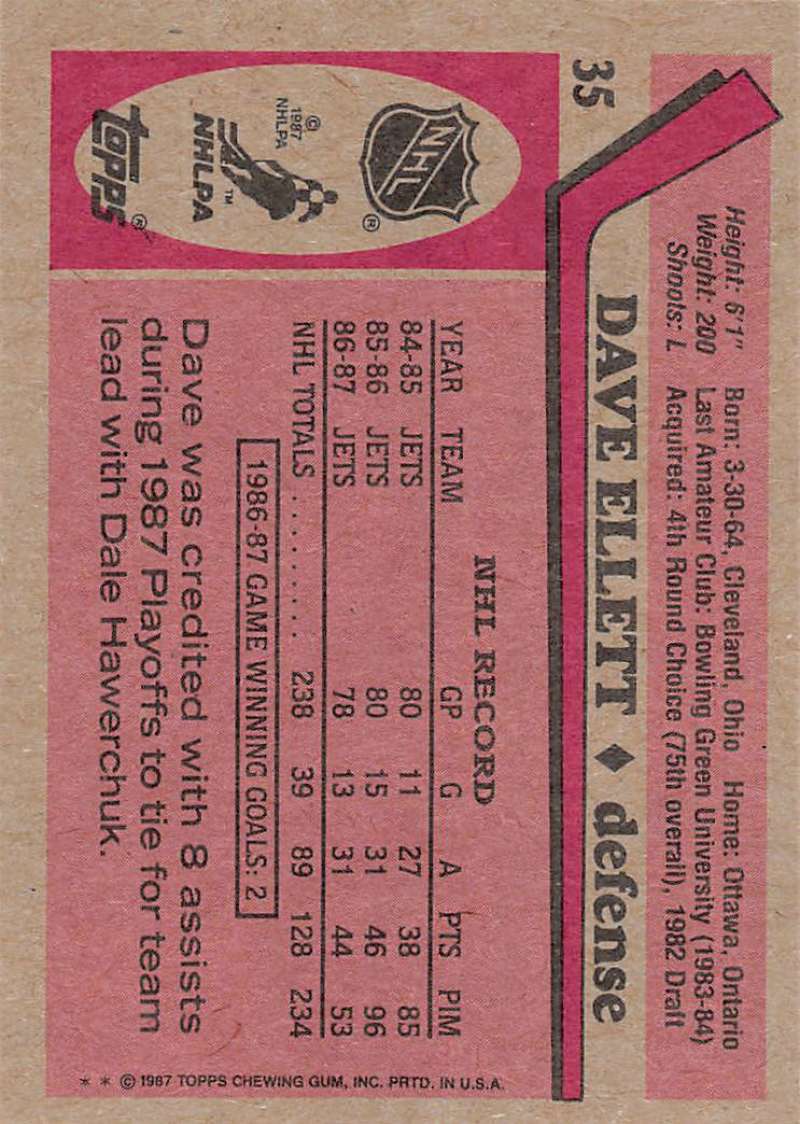 35
DAVE ELLETT ♦ defense
Height: 6'1" Born: 3-30-64, Cleveland, Ohio Home: Ottawa, Ontario
Weight: 200 Last Amateur Club: Bowling Green University (1983-84)
Shoots: L Acquired: 4th Round Choice (75th overall), 1982 Draft
NHL
®
© 1987 NHLPA
™
NHLPA
TOPPS®
NHL RECORD
YEAR TEAM GP G A PTS PIM
84-85 JETS 80 11 27 38 85
85-86 JETS 80 15 31 46 96
86-87 JETS 78 13 31 44 53
NHL TOTALS .......... 238 39 89 128 234
1986-87 GAME WINNING GOALS: 2
Dave was credited with 8 assists
during 1987 Playoffs to tie for team
lead with Dale Hawerchuk.
* * © 1987 TOPPS CHEWING GUM, INC. PRTD. IN U.S.A.